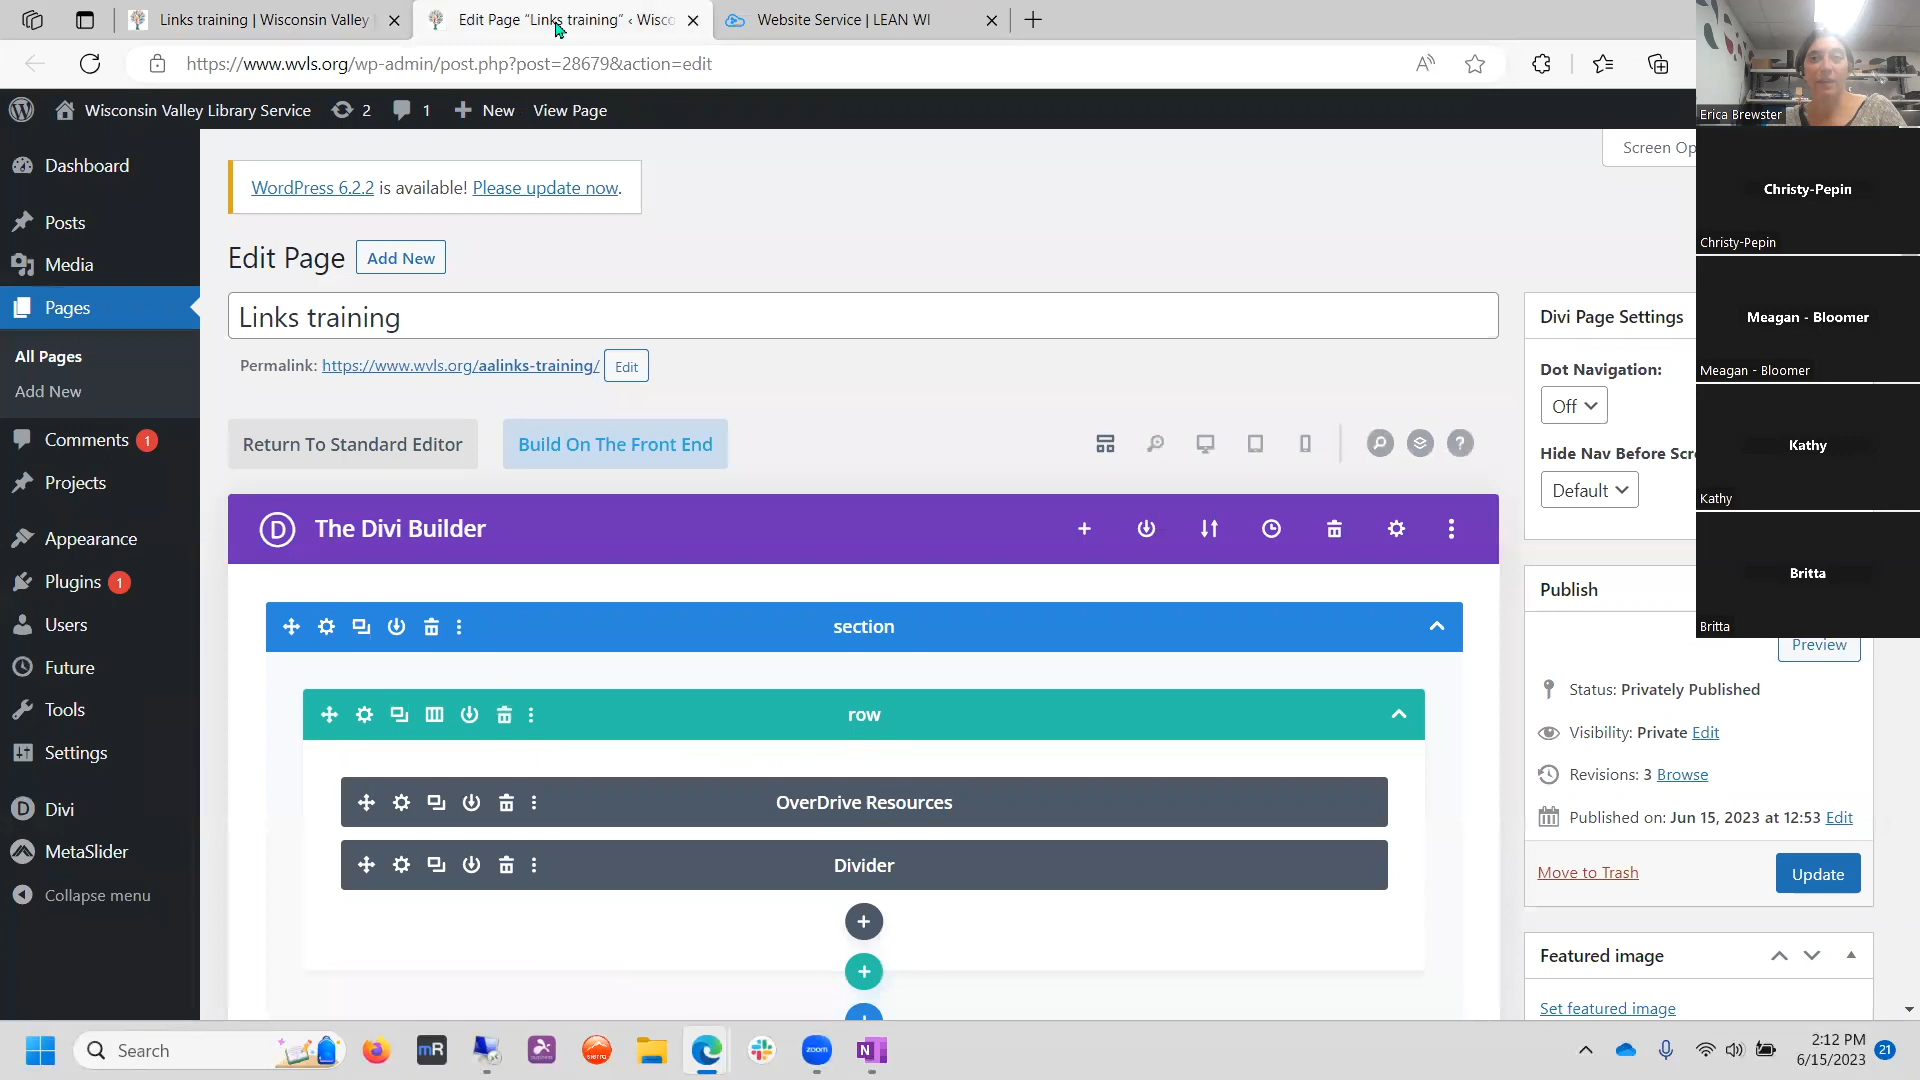 Links training | Wisconsin Valley
Edit Page “Links training” ‹ Wisco
Website Service | LEAN WI
https://www.wvls.org/wp-admin/post.php?post=28679&action=edit
Wisconsin Valley Library Service
2
1
New
View Page
Dashboard
Posts
Media
Pages
All Pages
Add New
Comments 1
Projects
Appearance
Plugins 1
Users
Future
Tools
Settings
Divi
MetaSlider
Collapse menu
Screen Op
WordPress 6.2.2 is available! Please update now.
Edit Page
Add New
Links training
Permalink: https://www.wvls.org/aalinks-training/ Edit
Return To Standard Editor
Build On The Front End
D The Divi Builder
section
row
OverDrive Resources
Divider
Divi Page Settings
Dot Navigation:
Off
Hide Nav Before Scr
Default
Publish
Preview
Status: Privately Published
Visibility: Private Edit
Revisions: 3 Browse
Published on: Jun 15, 2023 at 12:53 Edit
Move to Trash
Update
Featured image
Set featured image
Erica Brewster
Christy-Pepin
Christy-Pepin
Meagan - Bloomer
Meagan - Bloomer
Kathy
Kathy
Britta
Britta
Search
mR
sierra
zoom
N
2:12 PM
6/15/2023
21